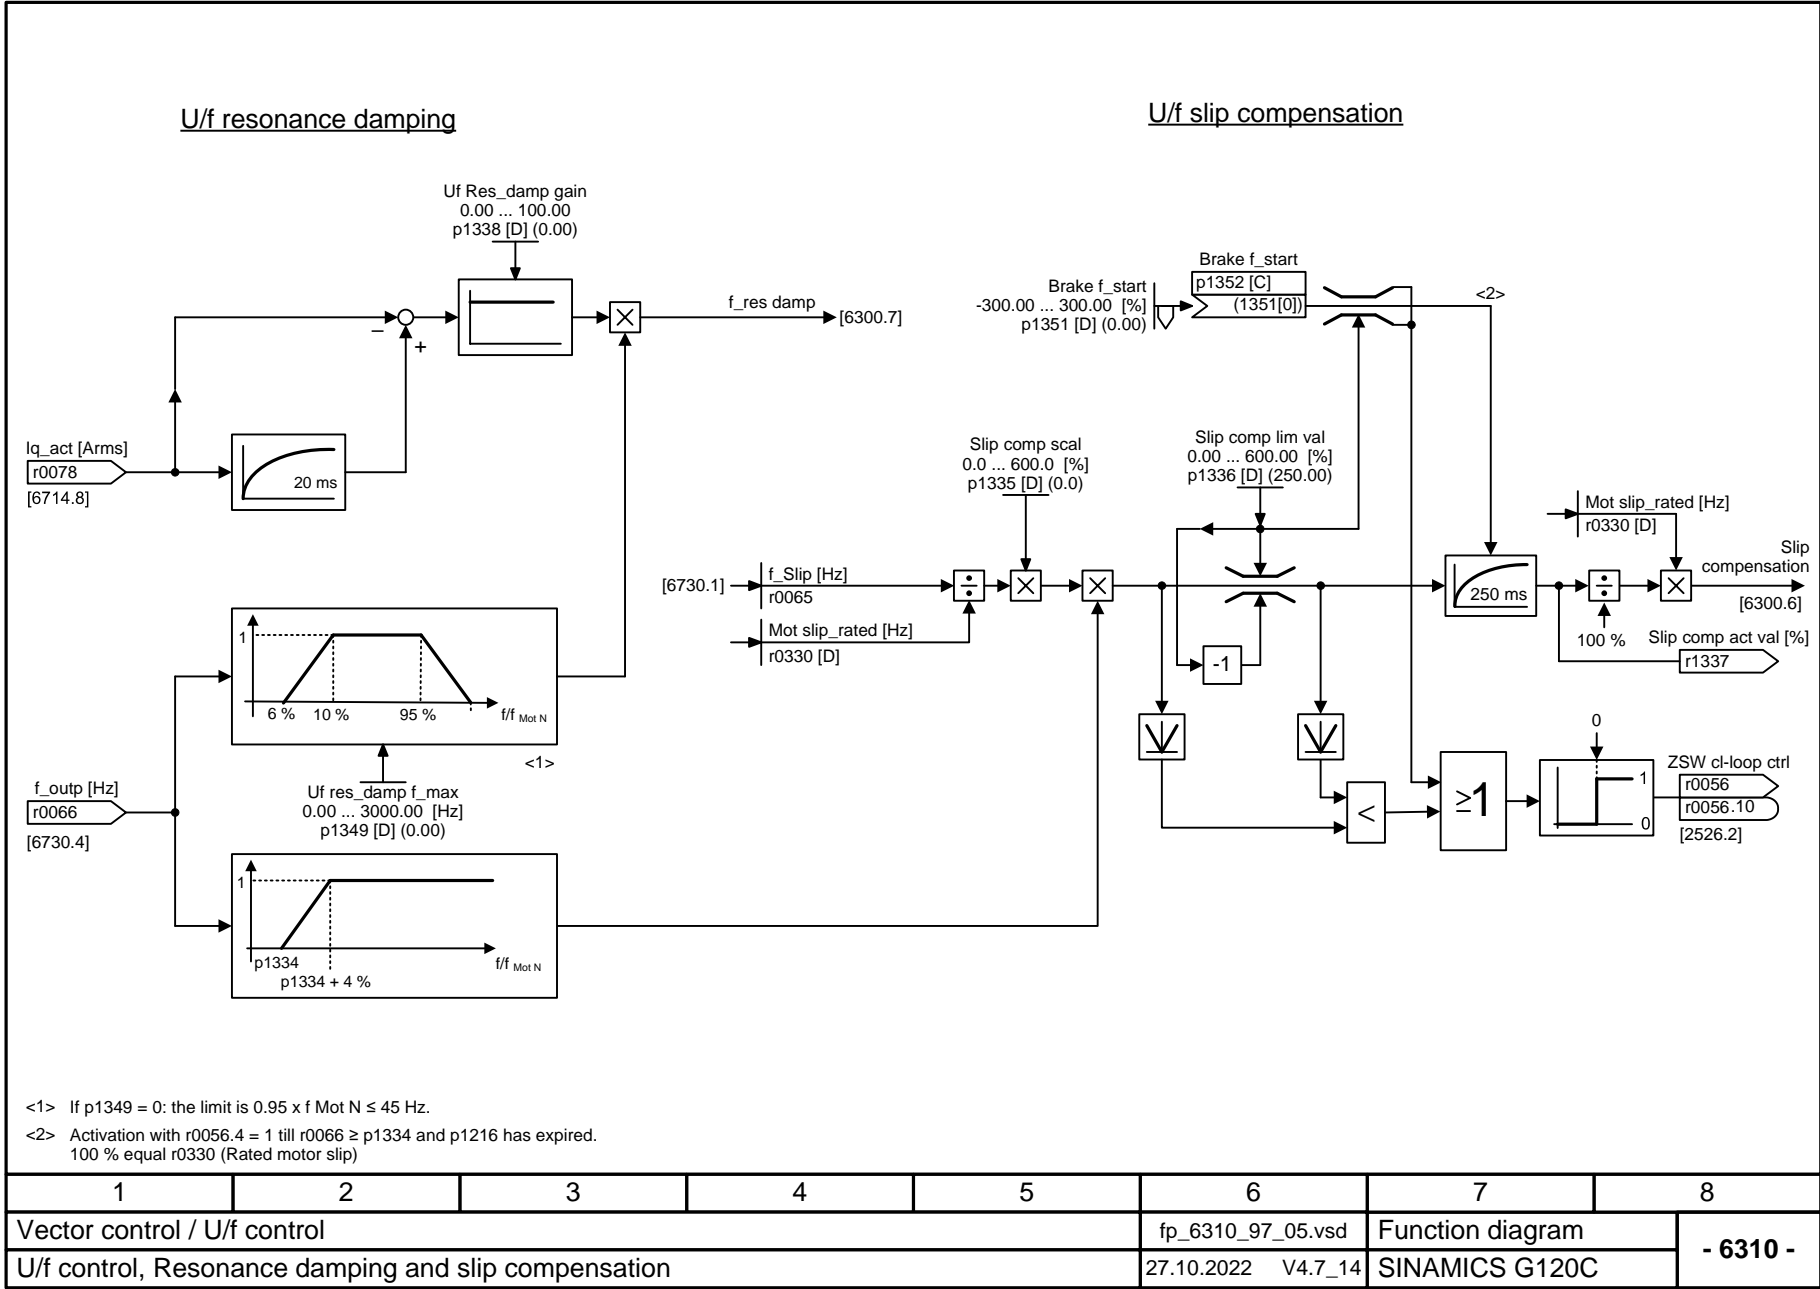 U/f resonance damping
U/f slip compensation
Uf Res_damp gain
0.00 ... 100.00
p1338 [D] (0.00)
f_res damp
[6300.7]
–
+
Iq_act [Arms]
r0078
[6714.8]
20 ms
1
6 %
10 %
95 %
f/f Mot N
<1>
Uf res_damp f_max
0.00 ... 3000.00 [Hz]
p1349 [D] (0.00)
f_outp [Hz]
r0066
[6730.4]
1
p1334
p1334 + 4 %
f/f Mot N
Brake f_start
-300.00 ... 300.00 [%]
p1351 [D] (0.00)
Brake f_start
p1352 [C]
(1351[0])
<2>
Slip comp scal
0.0 ... 600.0 [%]
p1335 [D] (0.0)
Slip comp lim val
0.00 ... 600.00 [%]
p1336 [D] (250.00)
[6730.1]
f_Slip [Hz]
r0065
Mot slip_rated [Hz]
r0330 [D]
÷
×
×
-1
250 ms
Mot slip_rated [Hz]
r0330 [D]
÷
×
100 %
Slip
compensation
[6300.6]
Slip comp act val [%]
r1337
<
≥1
0
1
0
ZSW cl-loop ctrl
r0056
r0056.10
[2526.2]
<1> If p1349 = 0: the limit is 0.95 x f Mot N ≤ 45 Hz.
<2> Activation with r0056.4 = 1 till r0066 ≥ p1334 and p1216 has expired.
100 % equal r0330 (Rated motor slip)
1 2 3 4 5 6 7 8
Vector control / U/f control
fp_6310_97_05.vsd
Function diagram
- 6310 -
U/f control, Resonance damping and slip compensation
27.10.2022 V4.7_14
SINAMICS G120C